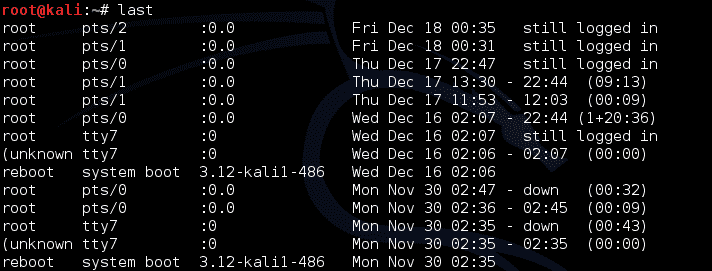 root@kali:~# last
root     pts/2        :0.0             Fri Dec 18 00:35   still logged in
root     pts/1        :0.0             Fri Dec 18 00:31   still logged in
root     pts/0        :0.0             Thu Dec 17 22:47   still logged in
root     pts/1        :0.0             Thu Dec 17 13:30 - 22:44  (09:13)
root     pts/1        :0.0             Thu Dec 17 11:53 - 12:03  (00:09)
root     pts/0        :0.0             Wed Dec 16 02:07 - 22:44 (1+20:36)
root     tty7         :0               Wed Dec 16 02:07   still logged in
(unknown tty7         :0               Wed Dec 16 02:06 - 02:07  (00:00)
reboot   system boot  3.12-kali1-486   Wed Dec 16 02:06
root     pts/0        :0.0             Mon Nov 30 02:47 - down   (00:32)
root     pts/0        :0.0             Mon Nov 30 02:36 - 02:45  (00:09)
root     tty7         :0               Mon Nov 30 02:35 - down   (00:43)
(unknown tty7         :0               Mon Nov 30 02:35 - 02:35  (00:00)
reboot   system boot  3.12-kali1-486   Mon Nov 30 02:35